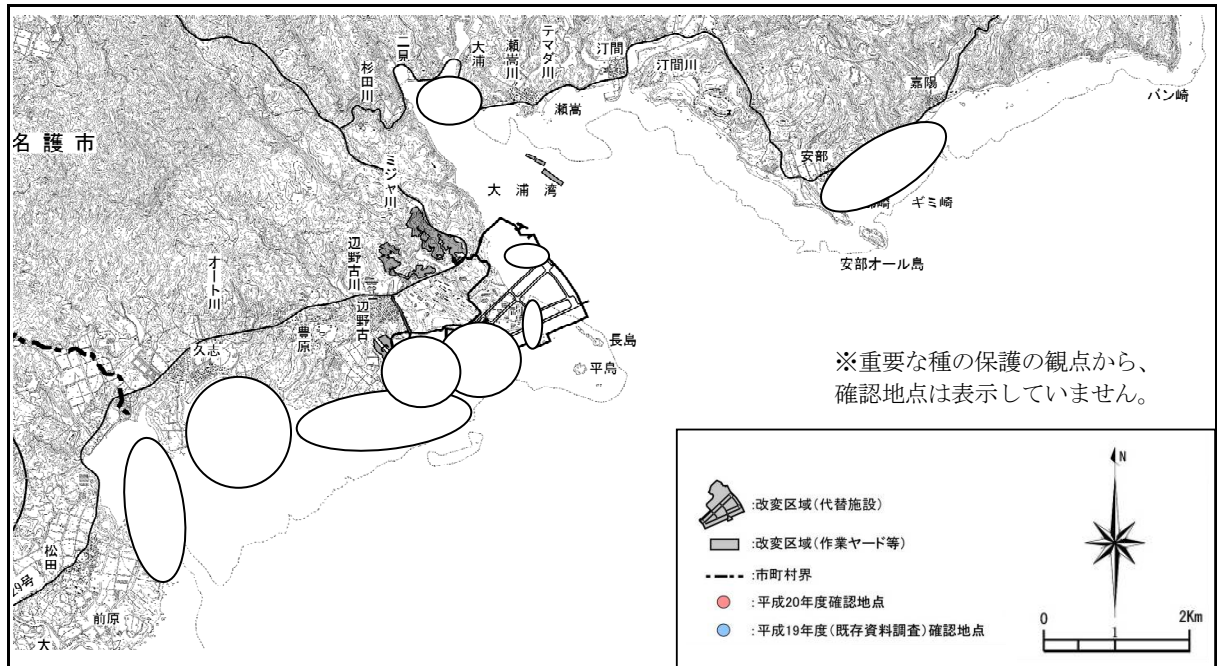 二見
大浦
瀬嵩川
テマダ川
汀間
汀間川
杉田川
瀬嵩
嘉陽
バン崎
名護市
安部
ミジャ川
大浦湾
ギミ崎
安部オール島
辺野古川
オート川
辺野古
豊原
久志
長島
平島
※重要な種の保護の観点から、
確認地点は表示していません。
松田
前原
:改変区域(代替施設)
:改変区域(作業ヤード等)
:市町村界
:平成20年度確認地点
:平成19年度(既存資料調査)確認地点
N
0 1 2Km